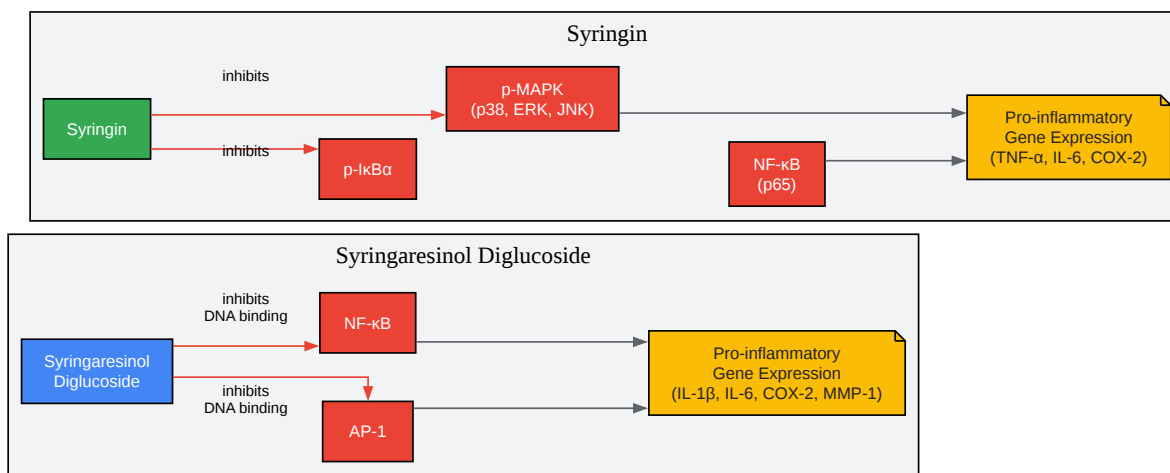 Syringin
inhibits
p-MAPK
(p38, ERK, JNK)
Syringin
inhibits
p-IκBα
NF-κB
(p65)
Pro-inflammatory
Gene Expression
(TNF-α, IL-6, COX-2)
Syringaresinol Diglucoside
inhibits
DNA binding
NF-κB
Syringaresinol
Diglucoside
inhibits
DNA binding
AP-1
Pro-inflammatory
Gene Expression
(IL-1β, IL-6, COX-2, MMP-1)